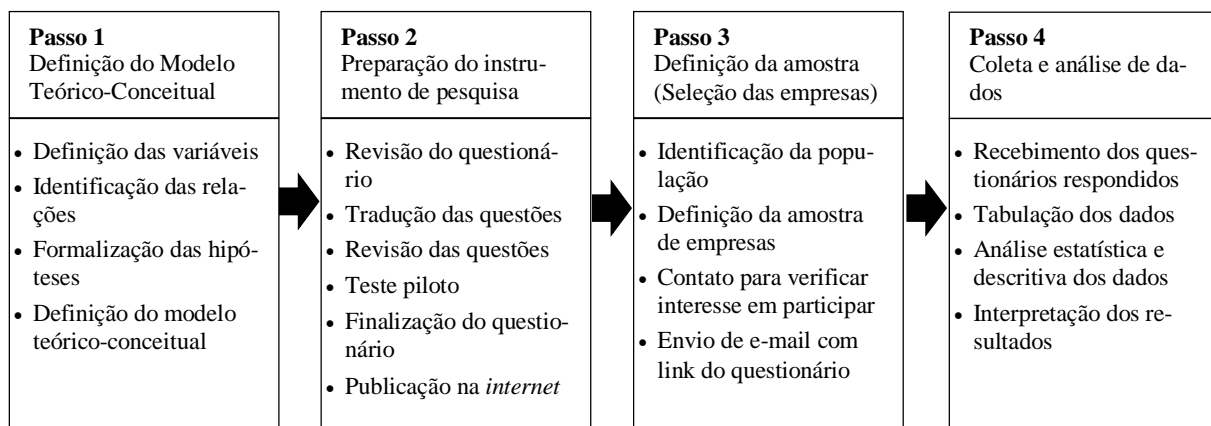 Passo 1
Definição do Modelo
Teórico-Conceitual
• Definição das variáveis
• Identificação das rela-
ções
• Formalização das hipó-
teses
• Definição do modelo
teórico-conceitual
Passo 2
Preparação do instru-
mento de pesquisa
• Revisão do questioná-
rio
• Tradução das questões
• Revisão das questões
• Teste piloto
• Finalização do questio-
nário
• Publicação na internet
Passo 3
Definição da amostra
(Seleção das empresas)
• Identificação da popu-
lação
• Definição da amostra
de empresas
• Contato para verificar
interesse em participar
• Envio de e-mail com
link do questionário
Passo 4
Coleta e análise de da-
dos
• Recebimento dos ques-
tionários respondidos
• Tabulação dos dados
• Análise estatística e
descritiva dos dados
• Interpretação dos re-
sultados